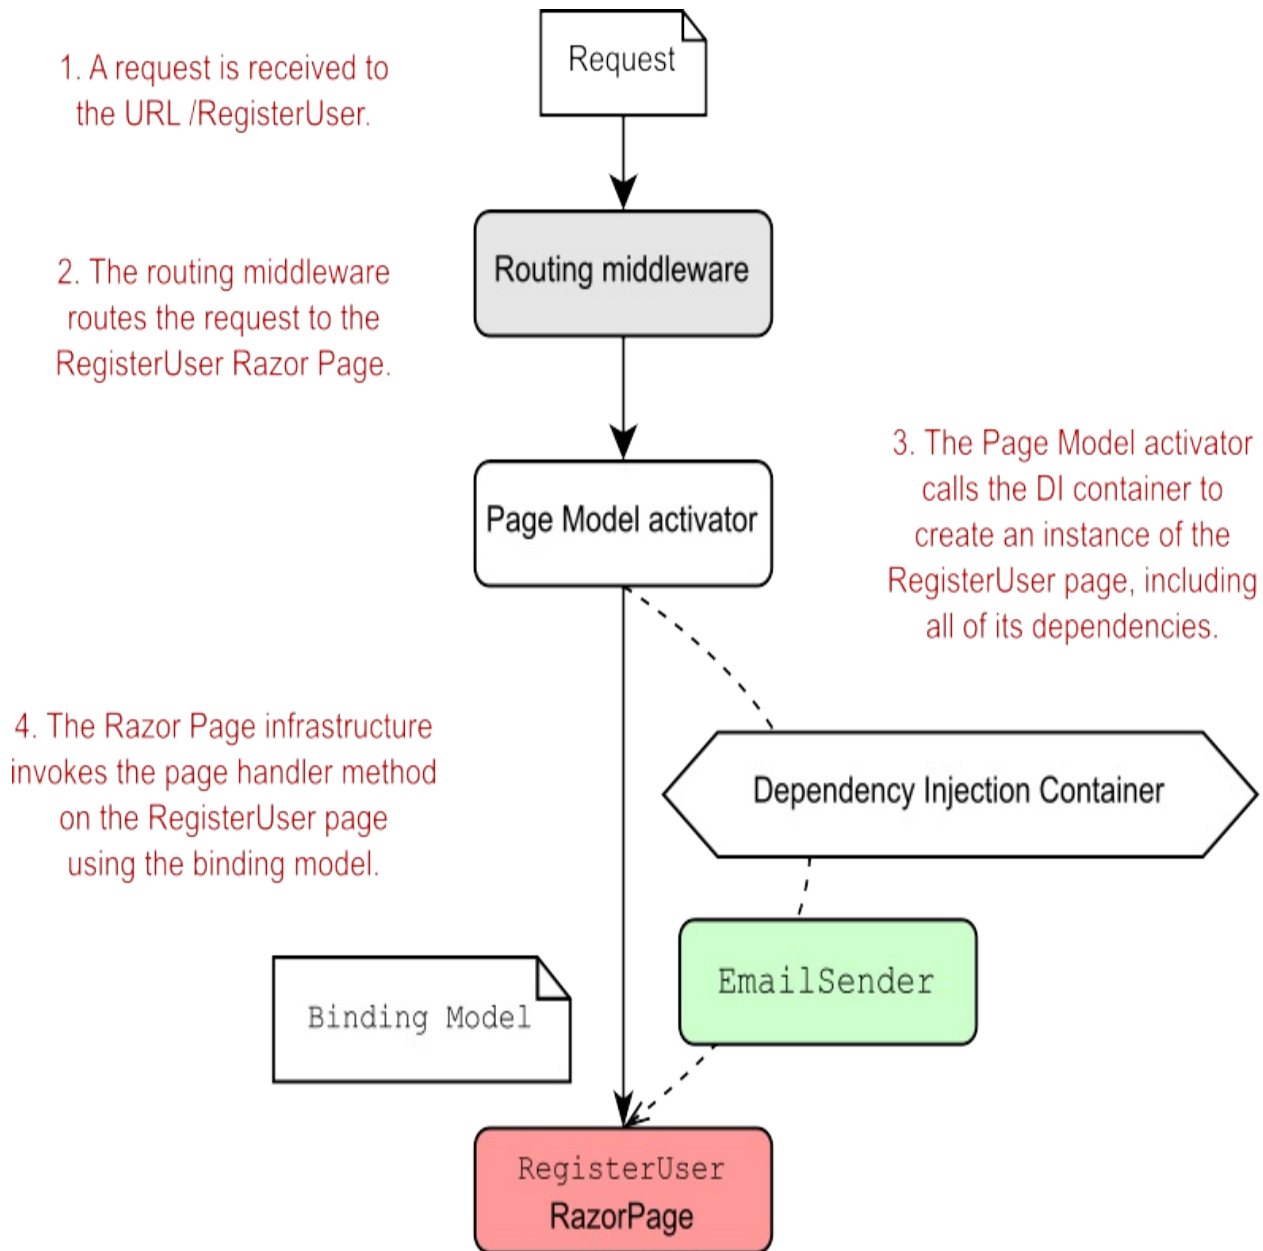 Request
1. A request is received to
the URL /RegisterUser.
Routing middleware
2. The routing middleware
routes the request to the
RegisterUser Razor Page.
Page Model activator
3. The Page Model activator
calls the DI container to
create an instance of the
RegisterUser page, including
all of its dependencies.
4. The Razor Page infrastructure
invokes the page handler method
on the RegisterUser page
using the binding model.
Dependency Injection Container
EmailSender
Binding Model
RegisterUser
RazorPage